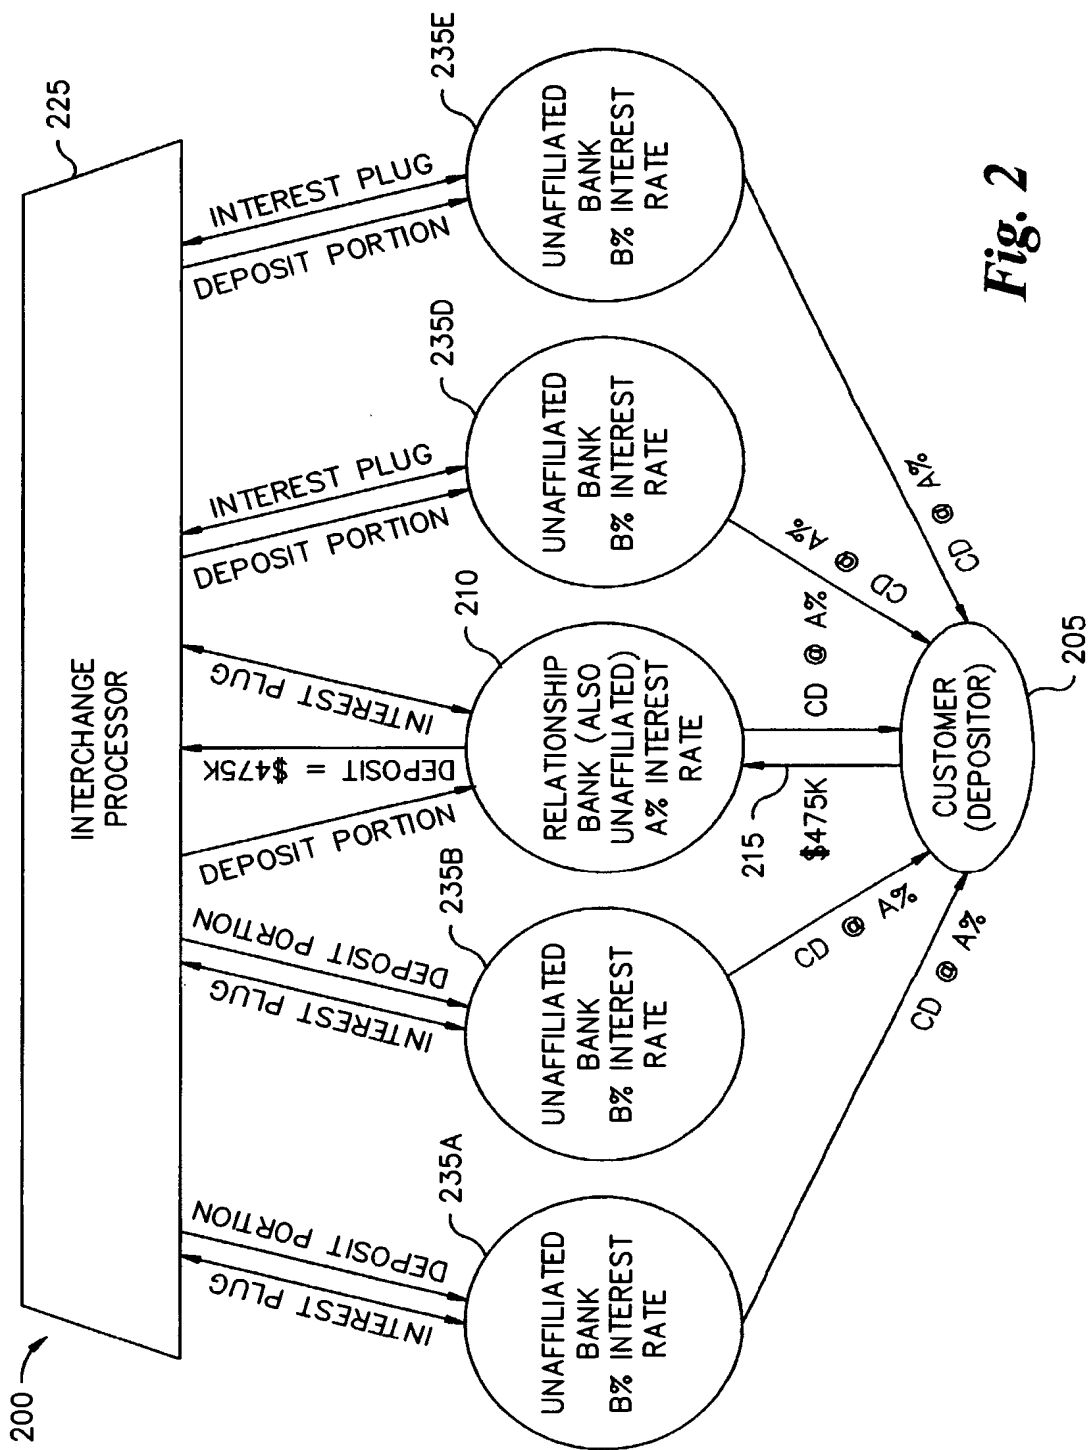 200
225
INTERCHANGE
PROCESSOR
INTEREST PLUG
DEPOSIT PORTION
INTEREST PLUG
DEPOSIT PORTION
DEPOSIT PORTION
DEPOSIT = $475K
INTEREST PLUG
DEPOSIT PORTION
INTEREST PLUG
DEPOSIT PORTION
INTEREST PLUG
235A
UNAFFILIATED
BANK
B% INTEREST
RATE
235B
UNAFFILIATED
BANK
B% INTEREST
RATE
210
RELATIONSHIP
BANK (ALSO
UNAFFILIATED)
A% INTEREST
RATE
235D
UNAFFILIATED
BANK
B% INTEREST
RATE
235E
UNAFFILIATED
BANK
B% INTEREST
RATE
CD @ A%
CD @ A%
215
$475K
CD @ A%
CD @ A%
CD @ A%
CUSTOMER
(DEPOSITOR)
205
Fig. 2